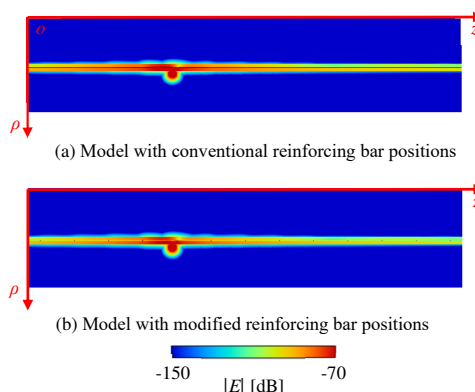 o z
ρ
(a) Model with conventional reinforcing bar positions
z
ρ
(b) Model with modified reinforcing bar positions
-150 -70
|E| [dB]